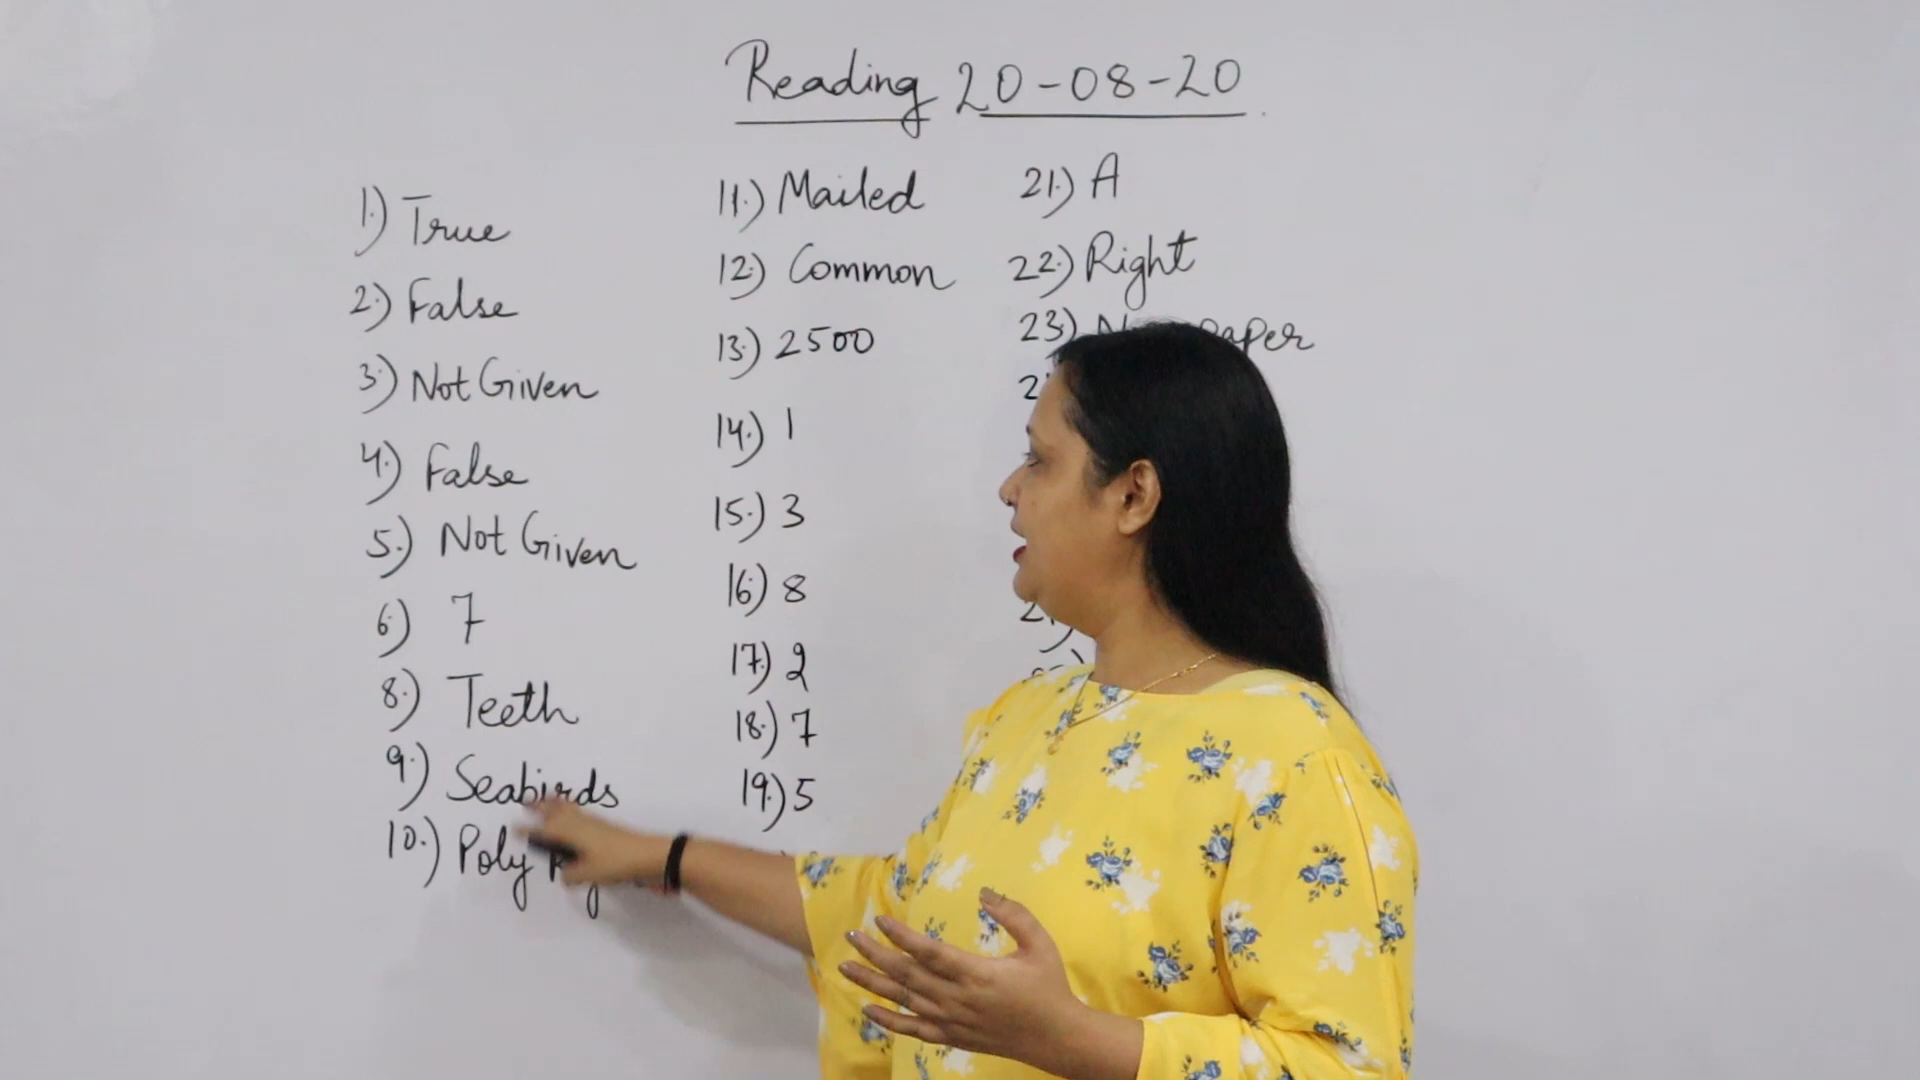 Reading 20-08-20
1.) True
2.) False
3.) Not Given
4.) False
5.) Not Given
6.) 7
8.) Teeth
9.) Seabirds
10.) Poly
11.) Mailed
12.) Common
13.) 2500
14.) 1
15.) 3
16.) 8
17.) 2
18.) 7
19.) 5
21.) A
22.) Right
23.)